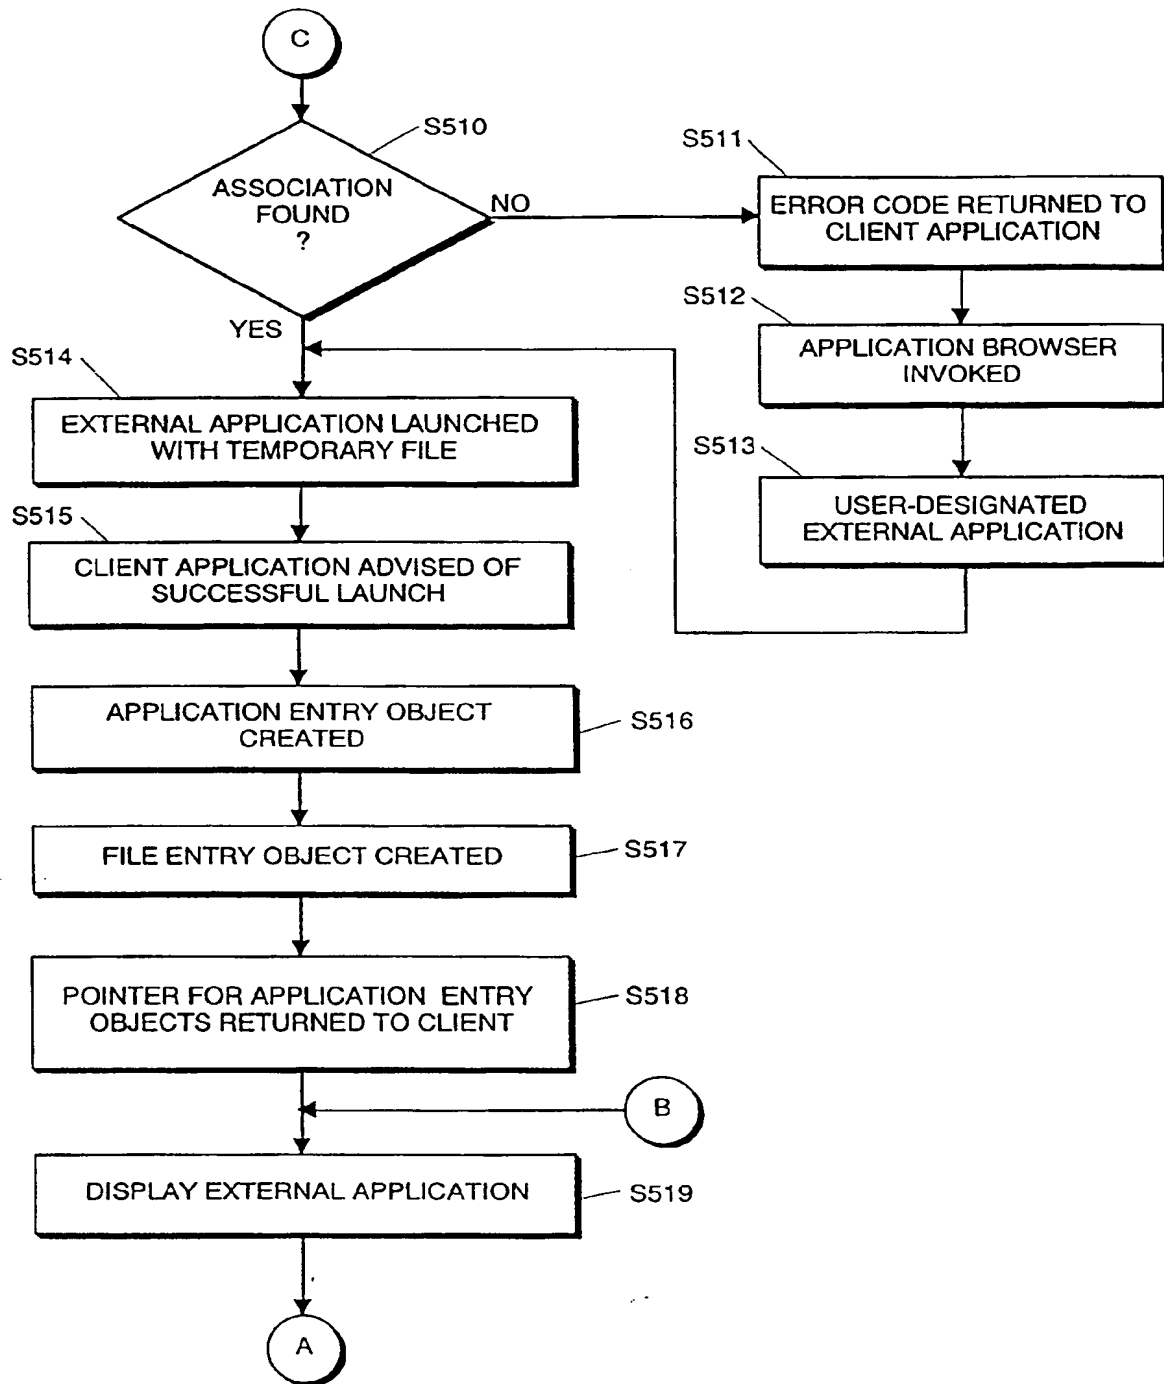 C
S510
ASSOCIATION
FOUND
?
NO
YES
S511
ERROR CODE RETURNED TO
CLIENT APPLICATION
S512
APPLICATION BROWSER
INVOKED
S513
USER-DESIGNATED
EXTERNAL APPLICATION
S514
EXTERNAL APPLICATION LAUNCHED
WITH TEMPORARY FILE
S515
CLIENT APPLICATION ADVISED OF
SUCCESSFUL LAUNCH
APPLICATION ENTRY OBJECT
CREATED
S516
FILE ENTRY OBJECT CREATED
S517
POINTER FOR APPLICATION ENTRY
OBJECTS RETURNED TO CLIENT
S518
B
DISPLAY EXTERNAL APPLICATION
S519
A